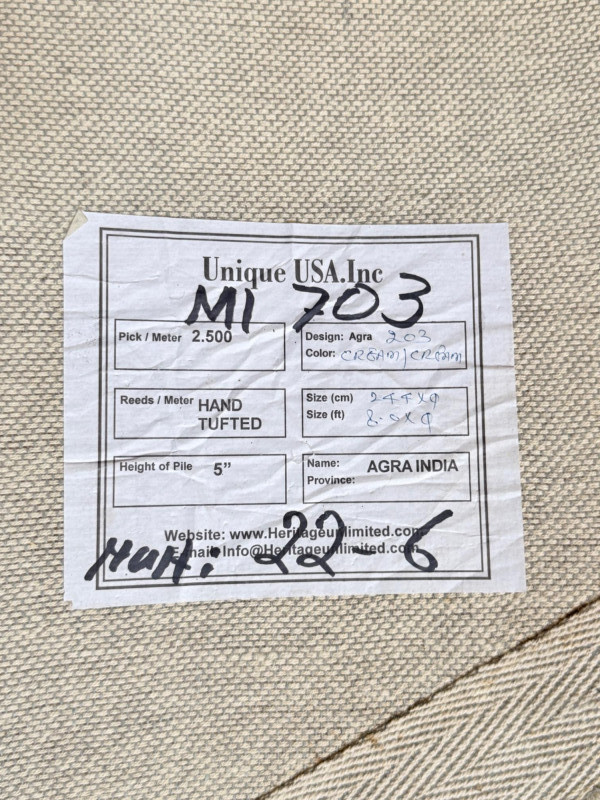 Unique USA.Inc
MI 703
Pick / Meter 2.500
Design: Agra 203
Color: CREAM/CREAM
Reeds / Meter HAND TUFTED
Size (cm) 244x9
Size (ft) 8.0x9
Height of Pile 5”
Name: AGRA INDIA
Province:
Website: www.Heritageunlimited.com
E-mail: Info@Heritageunlimited.com
22-6